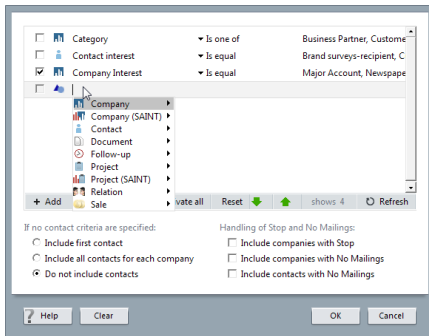 Category Is one of Business Partner, Custome
Contact interest Is equal Brand surveys-recipient, C
Company Interest Is equal Major Account, Newspape
Company
Company (SAINT)
Contact
Document
Follow-up
Project
Project (SAINT)
Relation
Sale
+ Add vate all Reset shows 4 Refresh
If no contact criteria are specified: Handling of Stop and No Mailings:
Include first contact Include companies with Stop
Include all contacts for each company Include companies with No Mailings
Do not include contacts Include contacts with No Mailings
? Help Clear OK Cancel